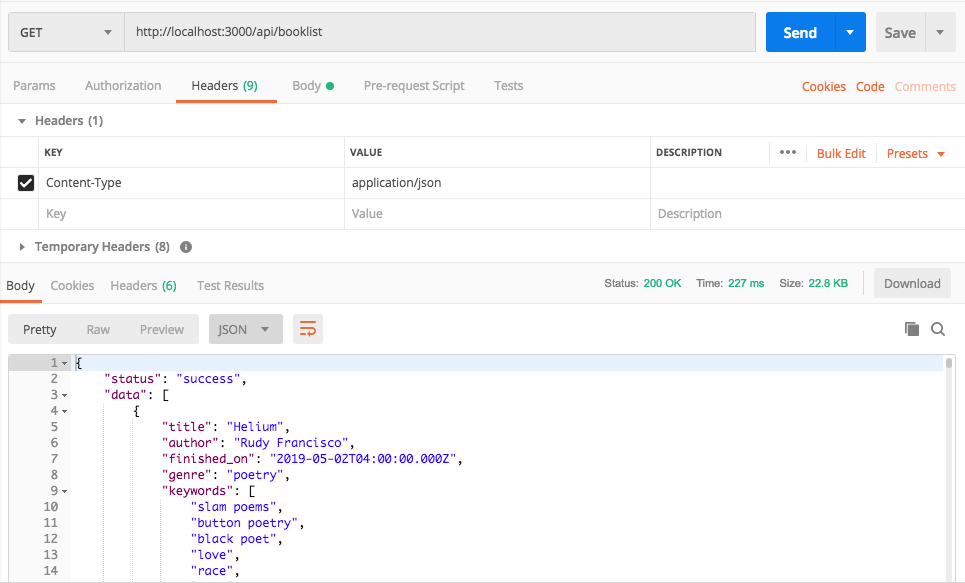 GET http://localhost:3000/api/booklist Send Save
Params Authorization Headers (9) Body Pre-request Script Tests Cookies Code Comments
Headers (1)
KEY VALUE DESCRIPTION ••• Bulk Edit Presets
Content-Type application/json
Key Value Description
Temporary Headers (8) i
Body Cookies Headers (6) Test Results Status: 200 OK Time: 227 ms Size: 22.8 KB Download
Pretty Raw Preview JSON
1 {
2 "status": "success",
3 "data": [
4 {
5 "title": "Helium",
6 "author": "Rudy Francisco",
7 "finished_on": "2019-05-02T04:00:00.000Z",
8 "genre": "poetry",
9 "keywords": [
10 "slam poems",
11 "button poetry",
12 "black poet",
13 "love",
14 "race",